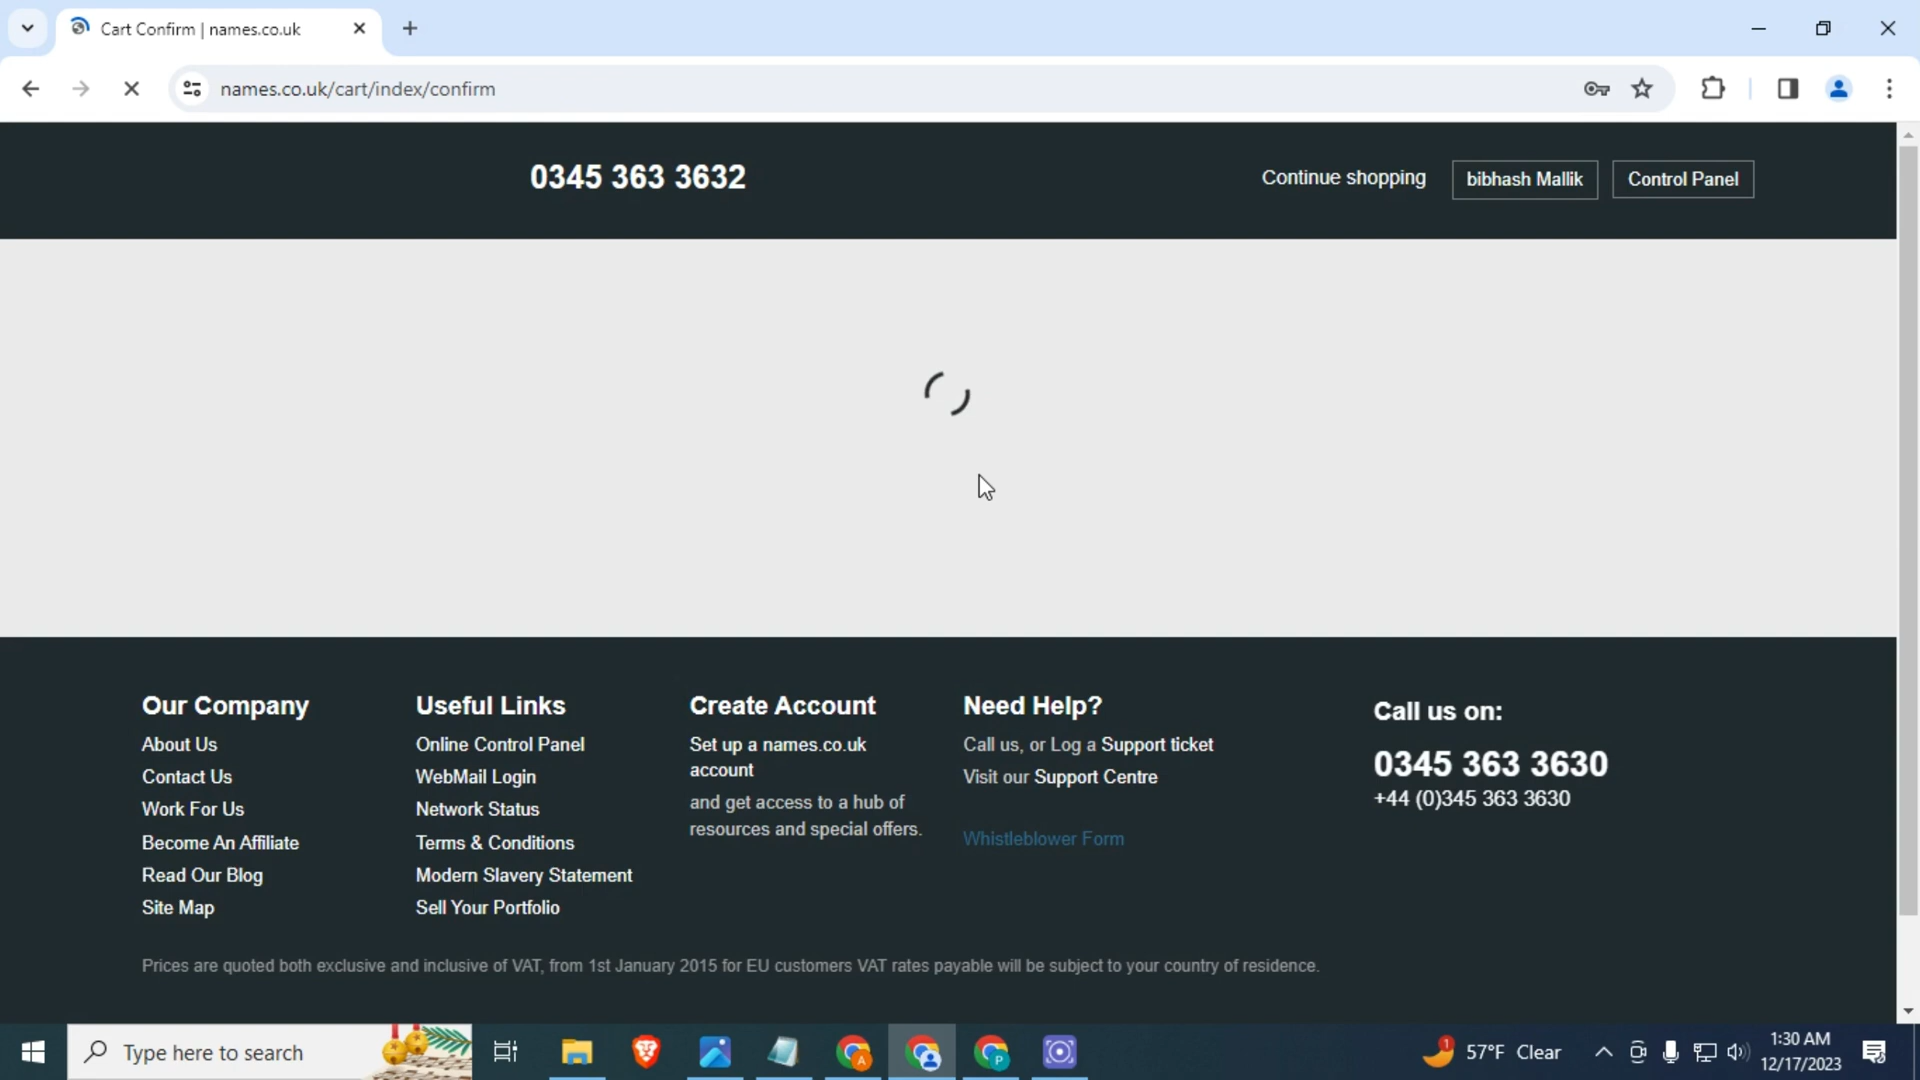 Cart Confirm | names.co.uk
names.co.uk/cart/index/confirm
0345 363 3632
Continue shopping
bibhash Mallik
Control Panel
Our Company
About Us
Contact Us
Work For Us
Become An Affiliate
Read Our Blog
Site Map
Useful Links
Online Control Panel
WebMail Login
Network Status
Terms & Conditions
Modern Slavery Statement
Sell Your Portfolio
Create Account
Set up a names.co.uk
account
and get access to a hub of
resources and special offers.
Need Help?
Call us, or Log a Support ticket
Visit our Support Centre
Whistleblower Form
Call us on:
0345 363 3630
+44 (0)345 363 3630
Prices are quoted both exclusive and inclusive of VAT, from 1st January 2015 for EU customers VAT rates payable will be subject to your country of residence.
Type here to search
A
P
1
57°F Clear
1:30 AM
12/17/2023